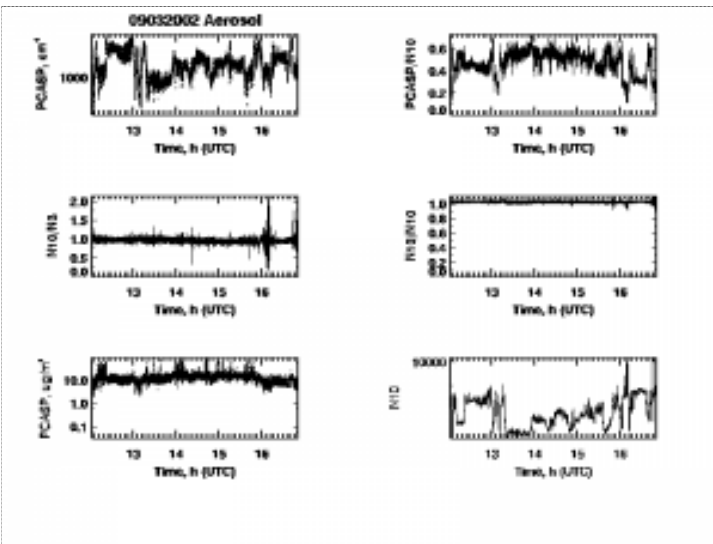 09032002 Aerosol
PCASP, cm
1000
13 14 15 16
Time, h (UTC)
PCASP/N10
0.6
0.4
0.2
0.0
13 14 15 16
Time, h (UTC)
N10/N3
2.0
1.5
1.0
0.5
0.0
13 14 15 16
Time, h (UTC)
1.0
0.8
0.6
0.4
0.2
0.0
13 14 15 16
Time, h (UTC)
PCASP, ug/m
10.0
1.0
0.1
13 14 15 16
Time, h (UTC)
N10
10000
13 14 15 16
Time, h (UTC)